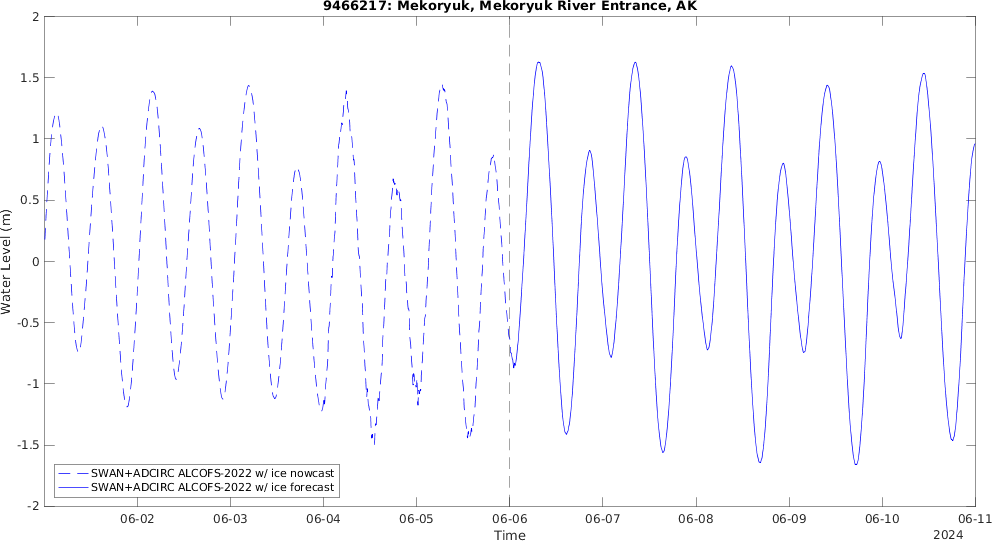 9466217: Mekoryuk, Mekoryuk River Entrance, AK
2
1.5
1
0.5
0
-0.5
-1
-1.5
-2
Water Level (m)
SWAN+ADCIRC ALCOFS-2022 w/ ice nowcast
SWAN+ADCIRC ALCOFS-2022 w/ ice forecast
06-02 06-03 06-04 06-05 06-06 06-07 06-08 06-09 06-10 06-11
Time 2024